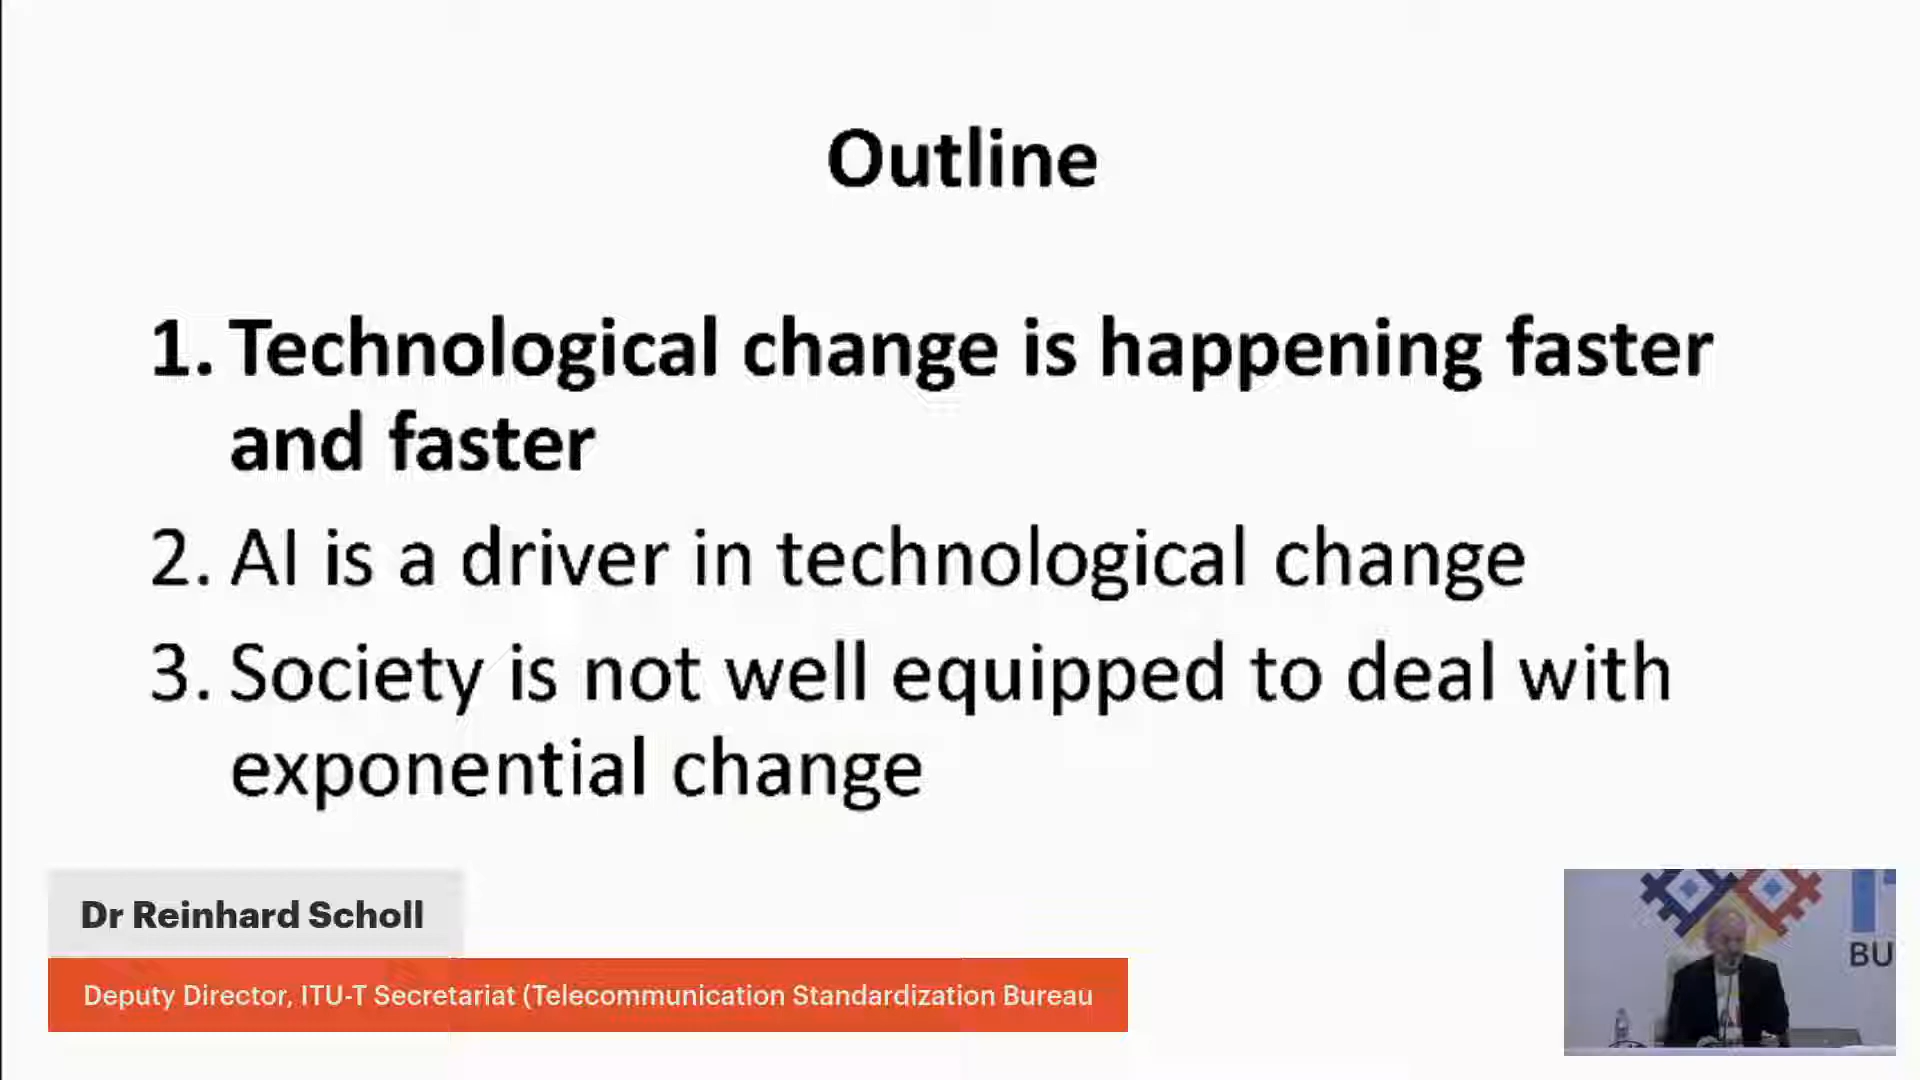 Outline
1. Technological change is happening faster
and faster
2. AI is a driver in technological change
3. Society is not well equipped to deal with
exponential change
Dr Reinhard Scholl
Deputy Director, ITU-T Secretariat (Telecommunication Standardization Bureau
BU